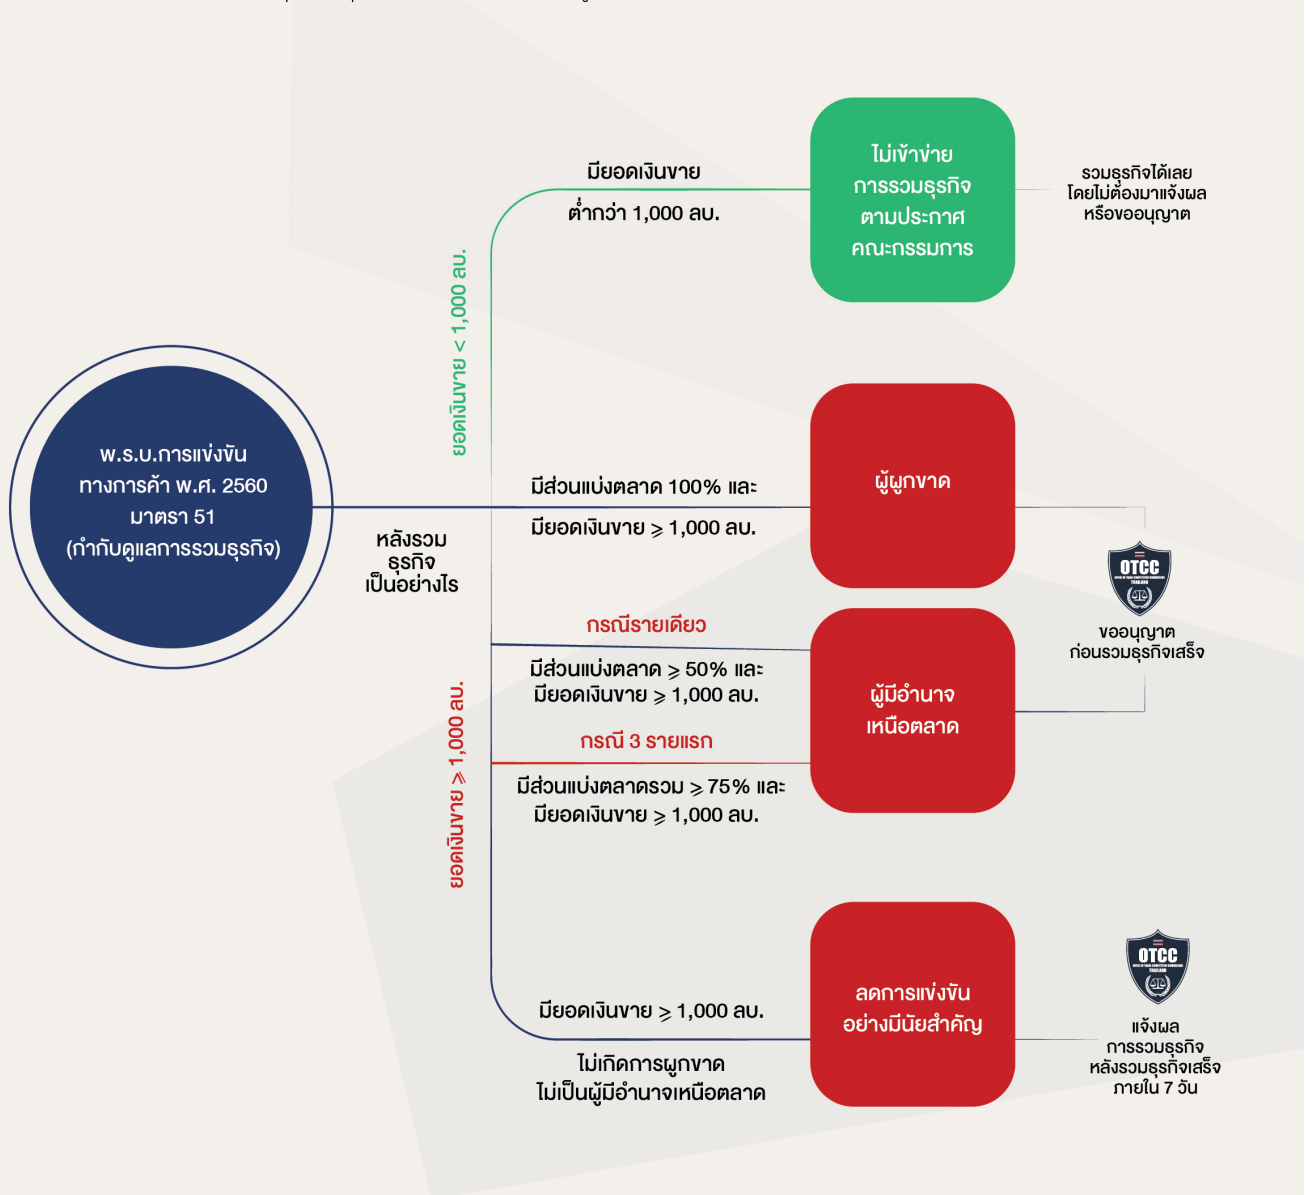 พ.ร.บ.การแข่งขัน
ทางการค้า พ.ศ. 2560
มาตรา 51
(กำกับดูแลการรวมธุรกิจ)
หลังรวม
ธุรกิจ
เป็นอย่างไร
ยอดเงินขาย < 1,000 ลบ.
มียอดเงินขาย
ต่ำกว่า 1,000 ลบ.
ไม่เข้าข่าย
การรวมธุรกิจ
ตามประกาศ
คณะกรรมการ
รวมธุรกิจได้เลย
โดยไม่ต้องมาแจ้งผล
หรือขออนุญาต
ยอดเงินขาย ⩾ 1,000 ลบ.
มีส่วนแบ่งตลาด 100% และ
มียอดเงินขาย ⩾ 1,000 ลบ.
ผู้ผูกขาด
กรณีรายเดียว
มีส่วนแบ่งตลาด ⩾ 50% และ
มียอดเงินขาย ⩾ 1,000 ลบ.
กรณี 3 รายแรก
มีส่วนแบ่งตลาดรวม ⩾ 75% และ
มียอดเงินขาย ⩾ 1,000 ลบ.
ผู้มีอำนาจ
เหนือตลาด
OTCC
THAILAND
ขออนุญาต
ก่อนรวมธุรกิจเสร็จ
มียอดเงินขาย ⩾ 1,000 ลบ.
ไม่เกิดการผูกขาด
ไม่เป็นผู้มีอำนาจเหนือตลาด
ลดการแข่งขัน
อย่างมีนัยสำคัญ
OTCC
THAILAND
แจ้งผล
การรวมธุรกิจ
หลังรวมธุรกิจเสร็จ
ภายใน 7 วัน